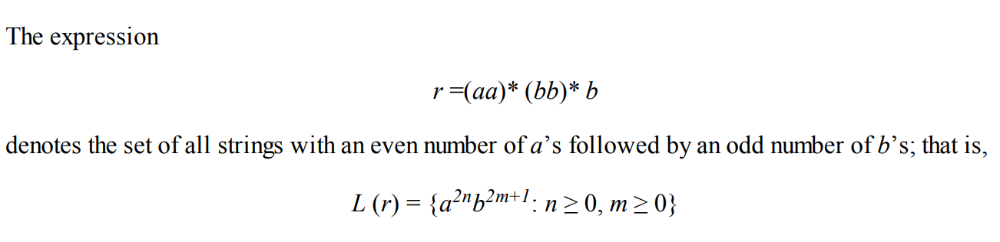 The expression
r =(aa)* (bb)* b
denotes the set of all strings with an even number of a’s followed by an odd number of b’s; that is,
L (r) = {a^{2n}b^{2m+1}: n ≥ 0, m ≥ 0}